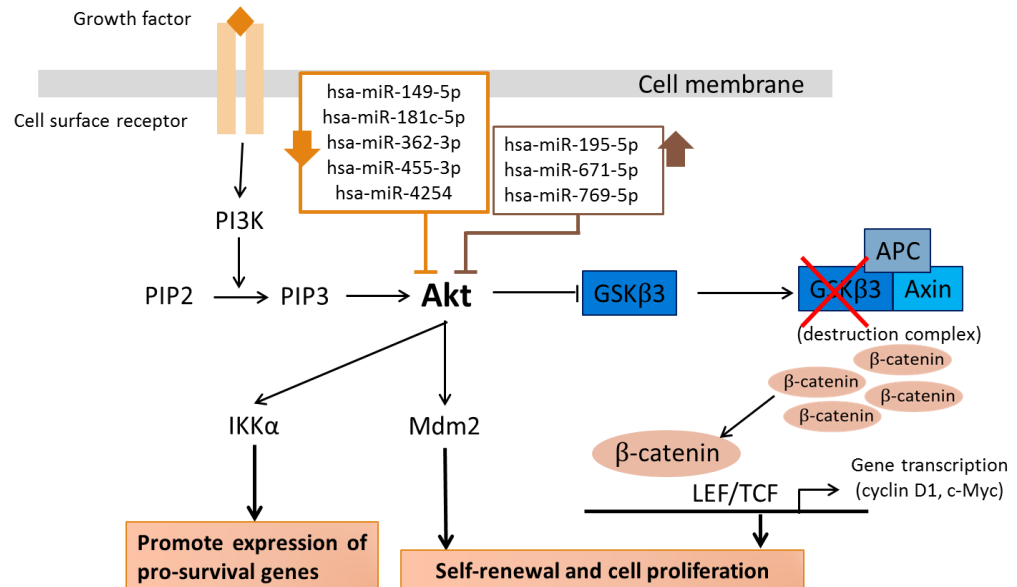 Growth factor
Cell membrane
Cell surface receptor
hsa-miR-149-5p
hsa-miR-181c-5p
hsa-miR-362-3p
hsa-miR-455-3p
hsa-miR-4254
hsa-miR-195-5p
hsa-miR-671-5p
hsa-miR-769-5p
PI3K
PIP2
PIP3
Akt
GSKβ3
APC
GSKβ3
Axin
(destruction complex)
β-catenin
β-catenin
β-catenin
β-catenin
β-catenin
IKKα
Mdm2
LEF/TCF
Gene transcription
(cyclin D1, c-Myc)
Promote expression of
pro-survival genes
Self-renewal and cell proliferation